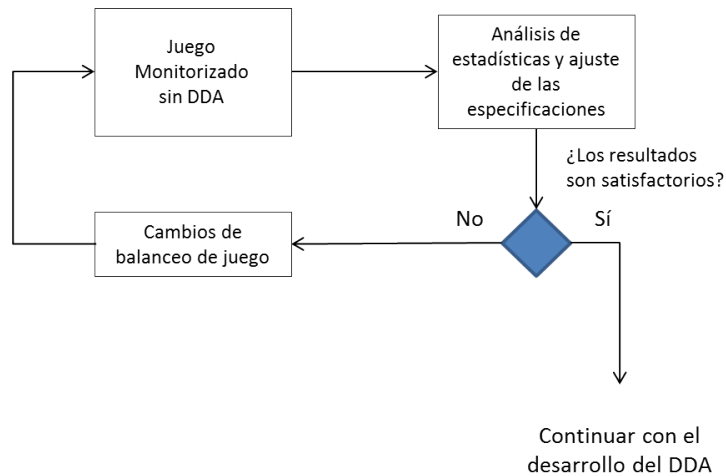 Juego
Monitorizado
sin DDA
Análisis de
estadísticas y ajuste
de las
especificaciones
¿Los resultados
son satisfactorios?
No
Sí
Cambios de
balanceo de juego
Continuar con el
desarrollo del DDA